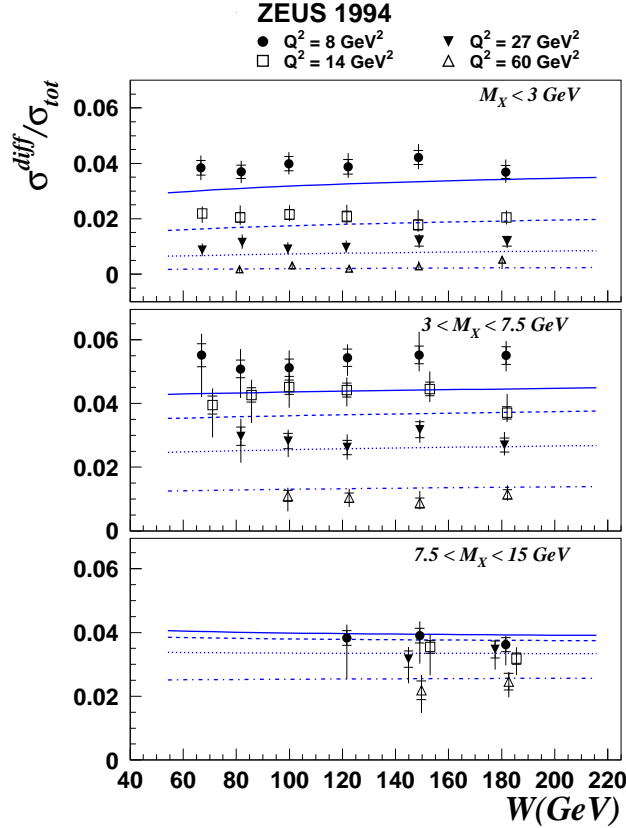 ZEUS 1994
Q² = 8 GeV² Q² = 27 GeV²
Q² = 14 GeV² Q² = 60 GeV²
σdiff/σtot
M_X < 3 GeV
0.06
0.04
0.02
0
3 < M_X < 7.5 GeV
0.06
0.04
0.02
0
7.5 < M_X < 15 GeV
0.06
0.04
0.02
0
40 60 80 100 120 140 160 180 200 220
W(GeV)